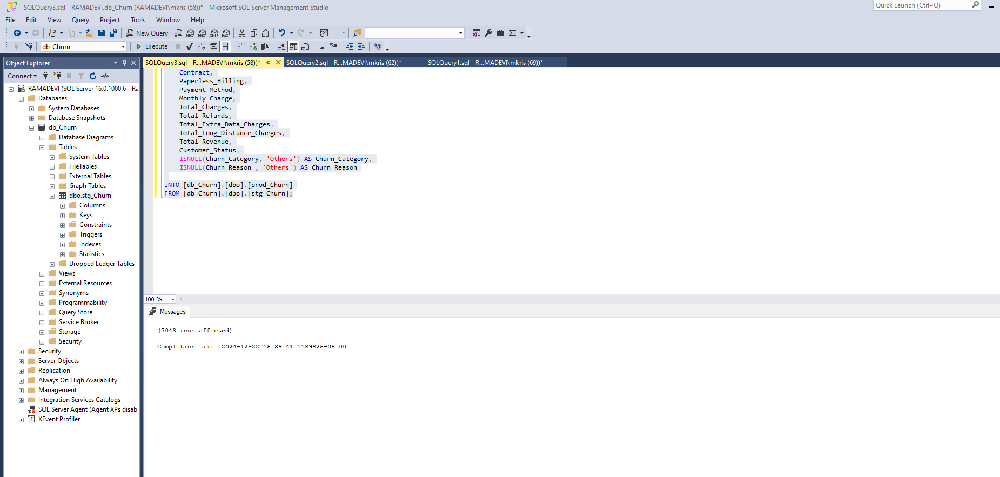 SQLQuery3.sql - RAMADEVI.db_Churn (RAMADEVI\mkris (58))* - Microsoft SQL Server Management Studio
Quick Launch (Ctrl+Q)
File Edit View Query Project Tools Window Help
New Query MDX DMX XMLA DAX
db_Churn Execute
Object Explorer
Connect
RAMADEVI (SQL Server 16.0.1000.6 - Ra
Databases
System Databases
Database Snapshots
db_Churn
Database Diagrams
Tables
System Tables
FileTables
External Tables
Graph Tables
dbo.stg_Churn
Columns
Keys
Constraints
Triggers
Indexes
Statistics
Dropped Ledger Tables
Views
External Resources
Synonyms
Programmability
Query Store
Service Broker
Storage
Security
Security
Server Objects
Replication
Always On High Availability
Management
Integration Services Catalogs
SQL Server Agent (Agent XPs disabl
XEvent Profiler
SQLQuery3.sql - R...MADEVI\mkris (58))* SQLQuery2.sql - R...MADEVI\mkris (62))* SQLQuery1.sql - R...MADEVI\mkris (69))*
Contract,
Paperless_Billing,
Payment_Method,
Monthly_Charge,
Total_Charges,
Total_Refunds,
Total_Extra_Data_Charges,
Total_Long_Distance_Charges,
Total_Revenue,
Customer_Status,
ISNULL(Churn_Category, 'Others') AS Churn_Category,
ISNULL(Churn_Reason , 'Others') AS Churn_Reason
INTO [db_Churn].[dbo].[prod_Churn]
FROM [db_Churn].[dbo].[stg_Churn];
100 %
Messages
(7043 rows affected)
Completion time: 2024-12-22T15:39:41.1189825-05:00